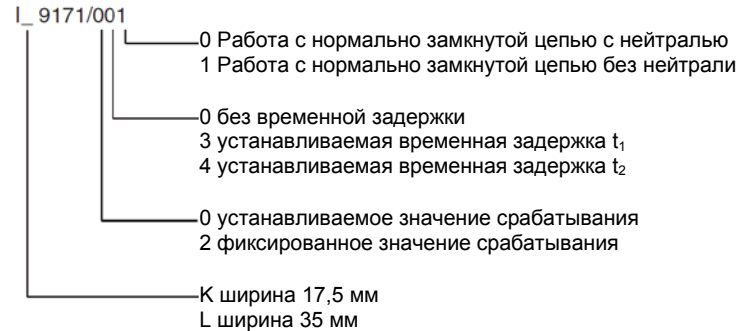 I_ 9171/001
0 Работа с нормально замкнутой цепью с нейтралью
1 Работа с нормально замкнутой цепью без нейтрали
0 без временной задержки
3 устанавливаемая временная задержка t₁
4 устанавливаемая временная задержка t₂
0 устанавливаемое значение срабатывания
2 фиксированное значение срабатывания
K ширина 17,5 мм
L ширина 35 мм